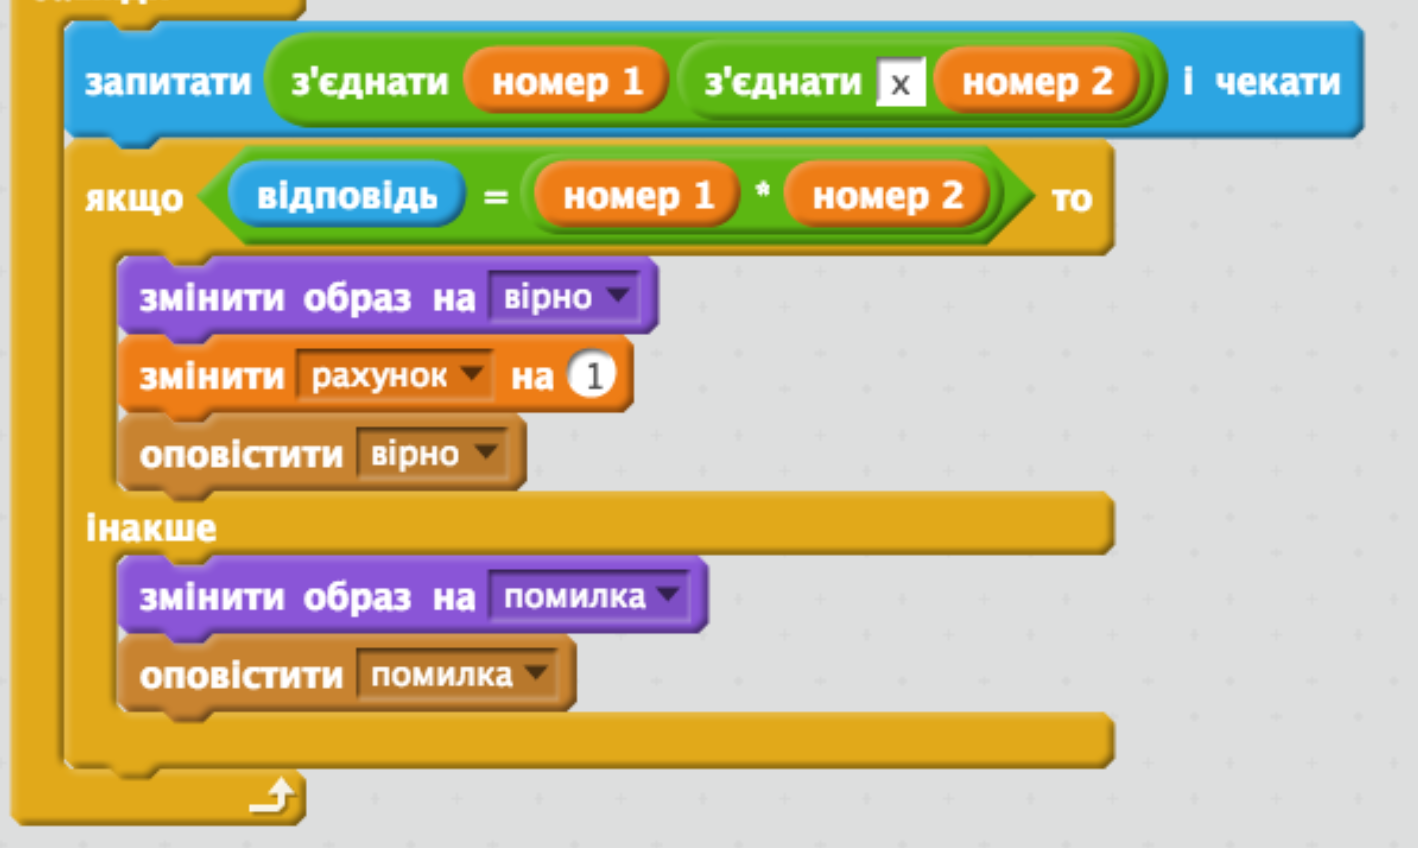 запитати з'єднати номер 1 з'єднати x номер 2 і чекати
якщо відповідь = номер 1 * номер 2 то
змінити образ на вірно
змінити рахунок на 1
оповістити вірно
інакше
змінити образ на помилка
оповістити помилка